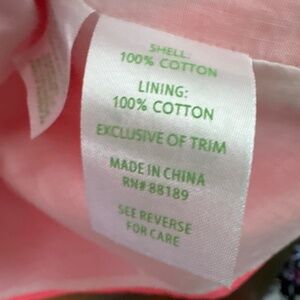 SHELL:
100% COTTON
LINING:
100% COTTON
EXCLUSIVE OF TRIM
MADE IN CHINA
RN# 88189
SEE REVERSE
FOR CARE